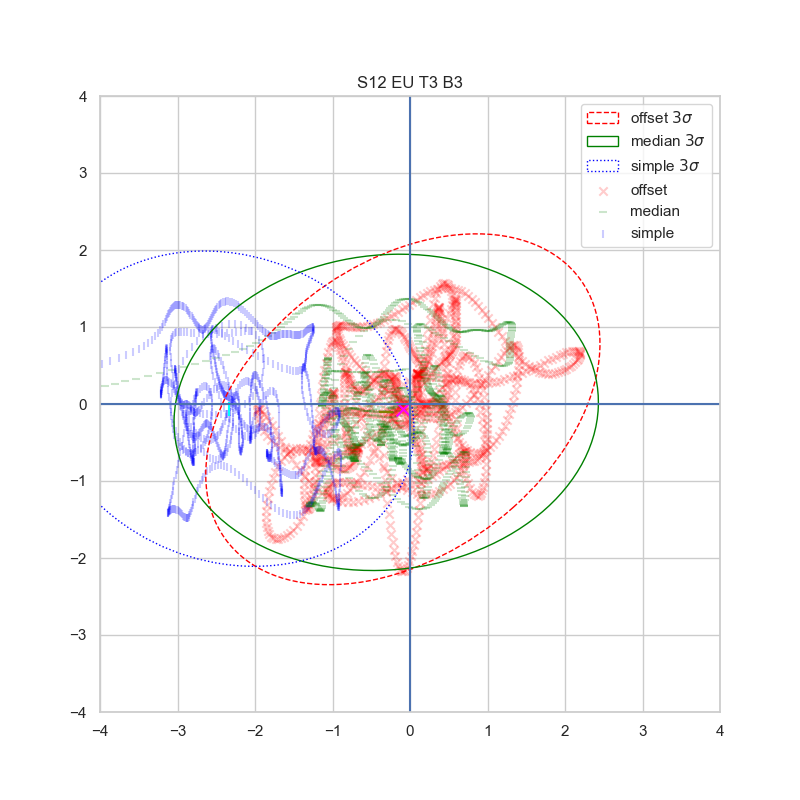 S12 EU T3 B3
offset 3σ
median 3σ
simple 3σ
offset
median
simple
4
3
2
1
0
−1
−2
−3
−4
−4 −3 −2 −1 0 1 2 3 4